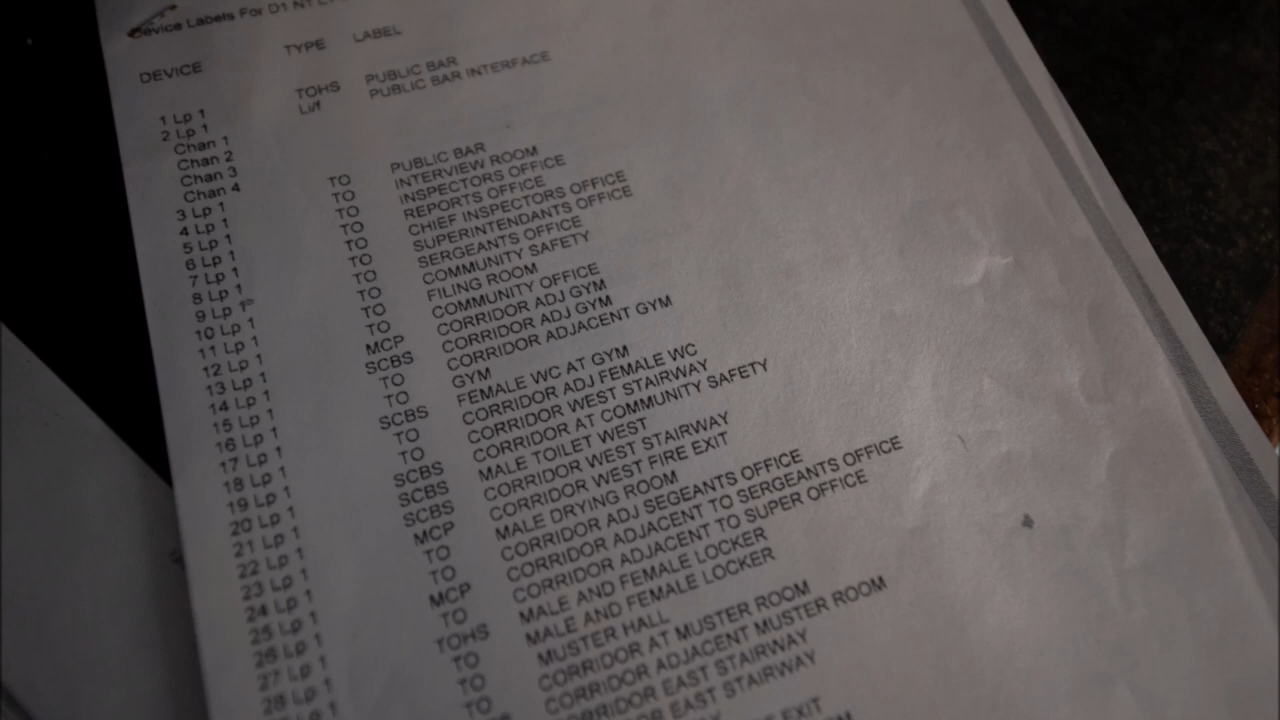 Device Labels For D1 N1
DEVICE TYPE LABEL
1 Lp 1 TOHS PUBLIC BAR
2 Lp 1 Li/f PUBLIC BAR INTERFACE
Chan 1
Chan 2
Chan 3
Chan 4
3 Lp 1 TO PUBLIC BAR
4 Lp 1 TO INTERVIEW ROOM
5 Lp 1 TO INSPECTORS OFFICE
6 Lp 1 TO REPORTS OFFICE
7 Lp 1 TO CHIEF INSPECTORS OFFICE
8 Lp 1 TO SUPERINTENDANTS OFFICE
9 Lp 1 TO SERGEANTS OFFICE
10 Lp 1 TO COMMUNITY SAFETY
11 Lp 1 TO FILING ROOM
12 Lp 1 TO COMMUNITY OFFICE
13 Lp 1 MCP CORRIDOR ADJ GYM
14 Lp 1 SCBS CORRIDOR ADJ GYM
15 Lp 1 TO CORRIDOR ADJACENT GYM
16 Lp 1 TO GYM
17 Lp 1 SCBS FEMALE WC AT GYM
18 Lp 1 TO CORRIDOR ADJ FEMALE WC
19 Lp 1 TO CORRIDOR WEST STAIRWAY
20 Lp 1 SCBS CORRIDOR AT COMMUNITY SAFETY
21 Lp 1 SCBS MALE TOILET WEST
22 Lp 1 SCBS CORRIDOR WEST STAIRWAY
23 Lp 1 MCP CORRIDOR WEST FIRE EXIT
24 Lp 1 TO MALE DRYING ROOM
25 Lp 1 TO CORRIDOR ADJ SEGEANTS OFFICE
26 Lp 1 MCP CORRIDOR ADJACENT TO SERGEANTS OFFICE
27 Lp 1 TO CORRIDOR ADJACENT TO SUPER OFFICE
28 Lp 1 TOHS MALE AND FEMALE LOCKER
TO MALE AND FEMALE LOCKER
TO MUSTER HALL
TO CORRIDOR AT MUSTER ROOM
CORRIDOR ADJACENT MUSTER ROOM
CORRIDOR EAST STAIRWAY
EAST STAIRWAY
EXIT